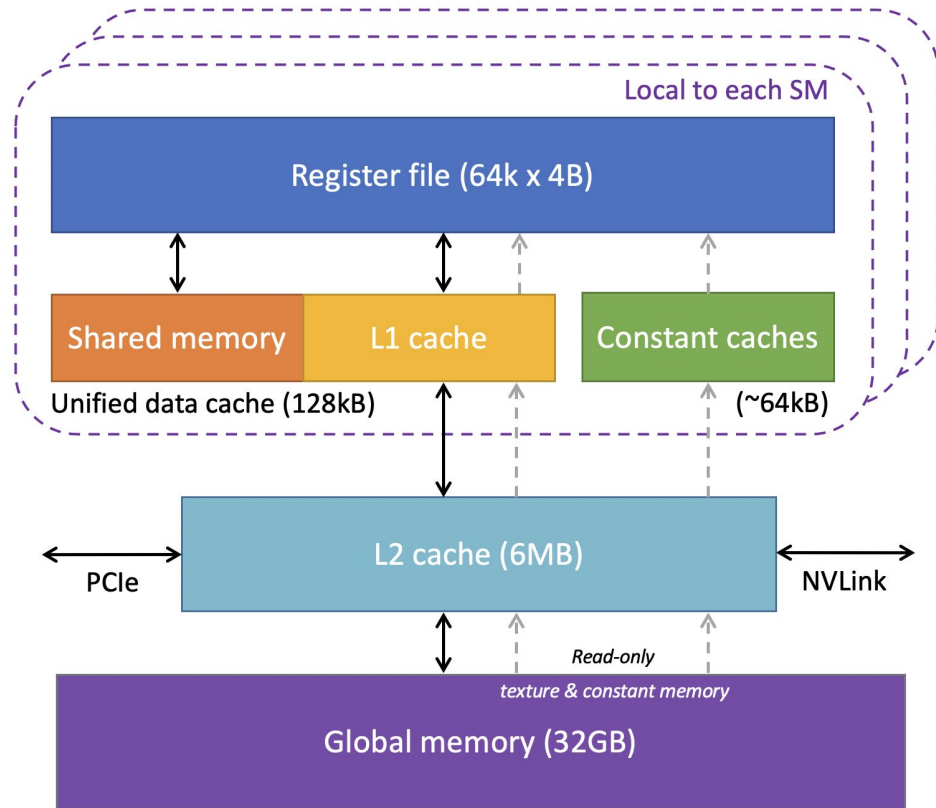 Local to each SM
Register file (64k x 4B)
Shared memory
L1 cache
Constant caches
Unified data cache (128kB)
(~64kB)
L2 cache (6MB)
PCIe
NVLink
Read-only
texture & constant memory
Global memory (32GB)